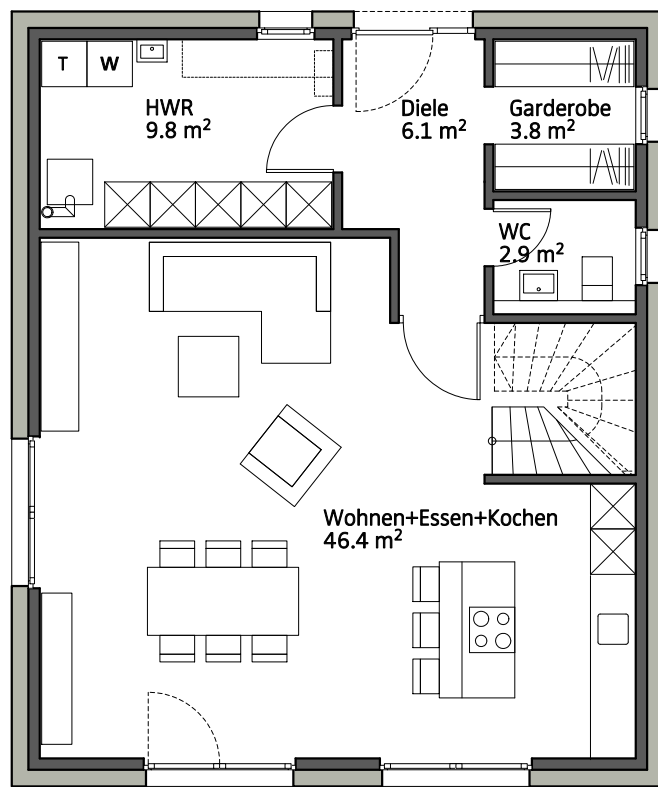 T W
HWR
9.8 m²
Diele
6.1 m²
Garderobe
3.8 m²
WC
2.9 m²
Wohnen+Essen+Kochen
46.4 m²